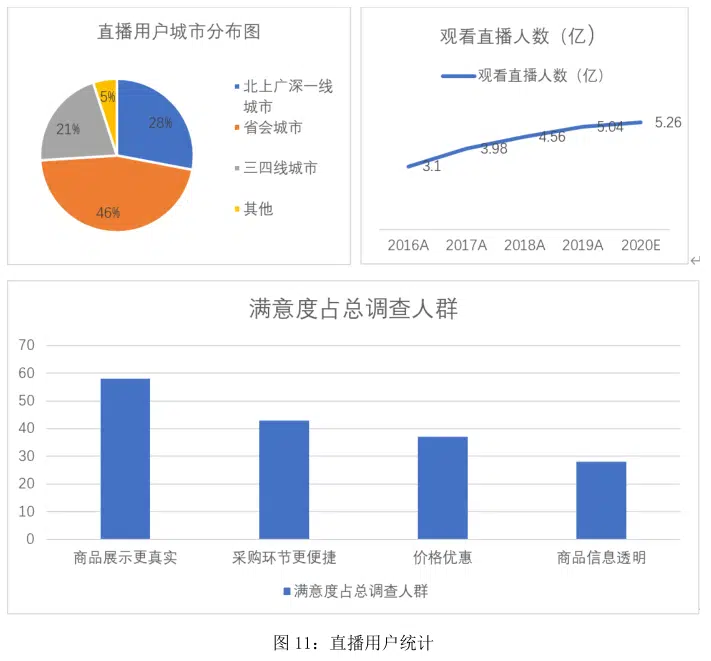 直播用户城市分布图
5%
28%
21%
46%
北上广深一线
城市
省会城市
三四线城市
其他
观看直播人数（亿）
观看直播人数（亿）
3.1
3.98
4.56
5.04
5.26
2016A
2017A
2018A
2019A
2020E
满意度占总调查人群
70
60
50
40
30
20
10
0
商品展示更真实
采购环节更便捷
价格优惠
商品信息透明
满意度占总调查人群
图 11：直播用户统计